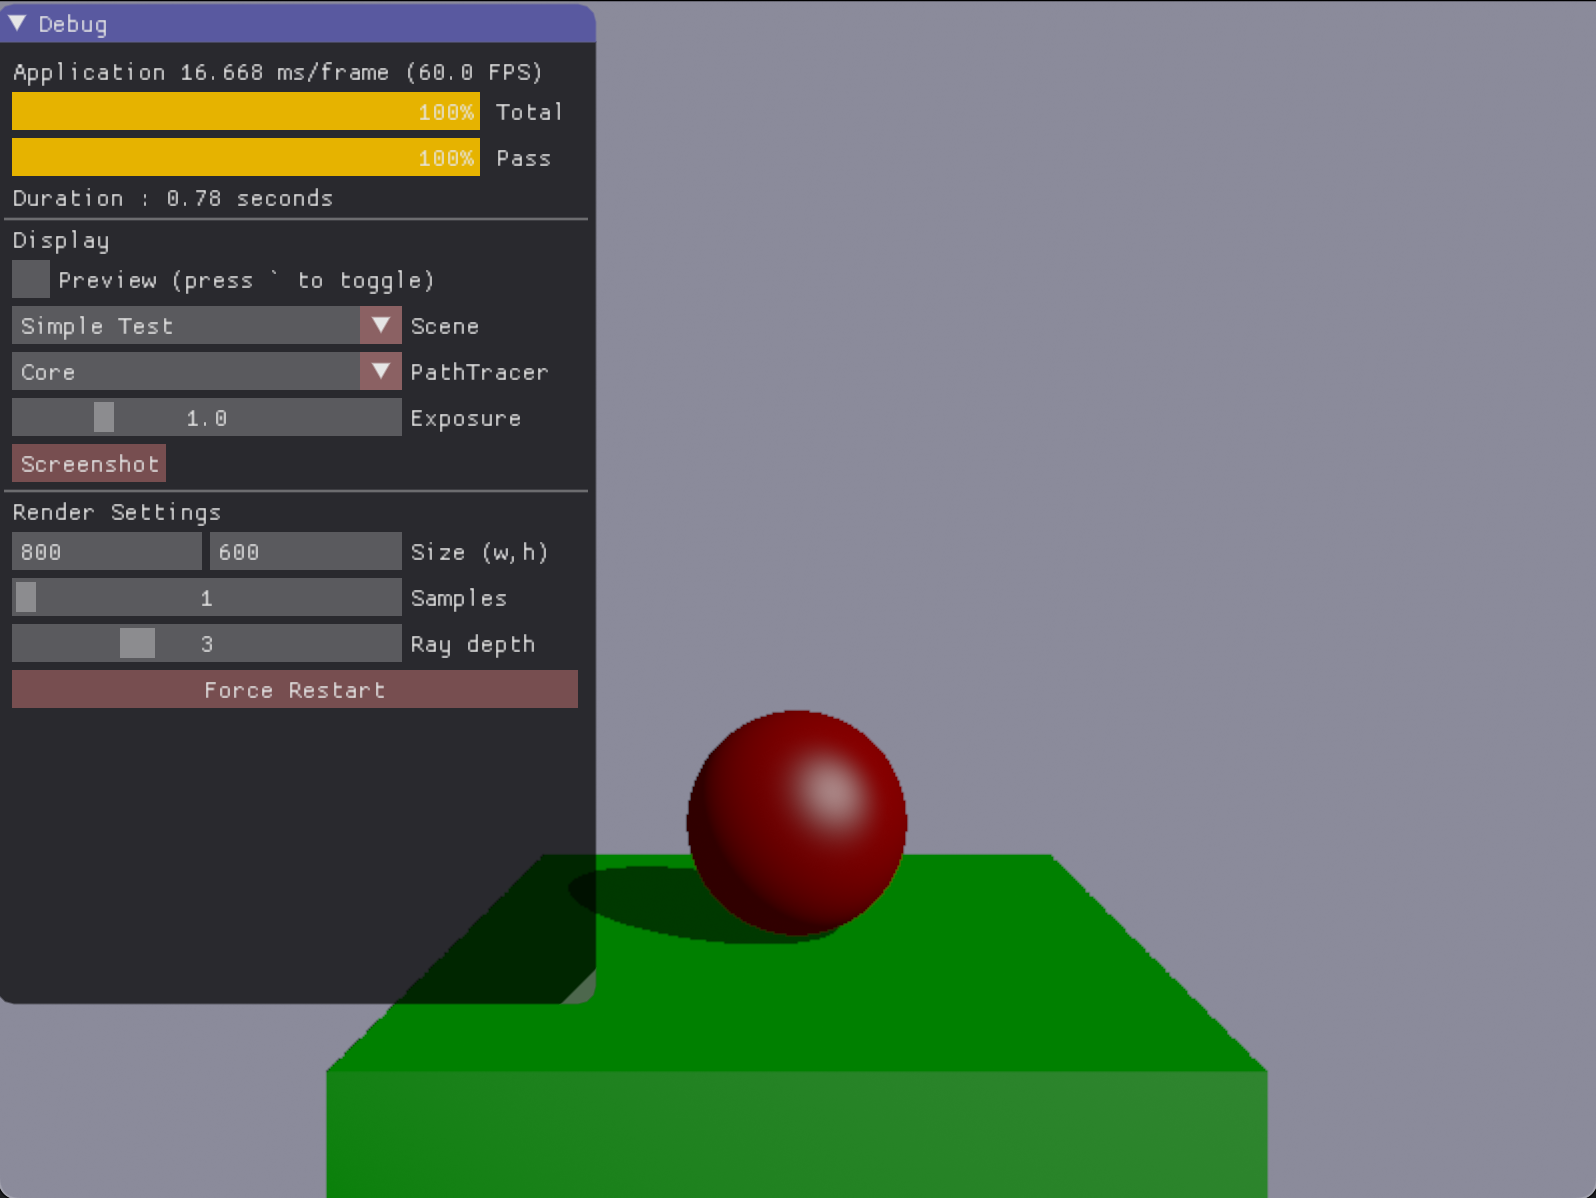 Debug
Application 16.668 ms/frame (60.0 FPS)
100% Total
100% Pass
Duration : 0.78 seconds
Display
Preview (press ` to toggle)
Simple Test Scene
Core PathTracer
1.0 Exposure
Screenshot
Render Settings
800 600 Size (w,h)
1 Samples
3 Ray depth
Force Restart